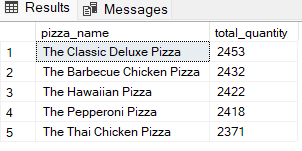 Results Messages
pizza_name total_quantity
1 The Classic Deluxe Pizza 2453
2 The Barbecue Chicken Pizza 2432
3 The Hawaiian Pizza 2422
4 The Pepperoni Pizza 2418
5 The Thai Chicken Pizza 2371